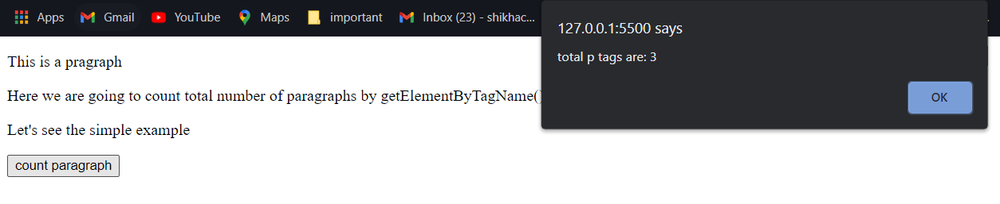 Apps Gmail YouTube Maps important Inbox (23) - shikhac...
127.0.0.1:5500 says
total p tags are: 3
OK
This is a pragraph
Here we are going to count total number of paragraphs by getElementByTagName()
Let's see the simple example
count paragraph